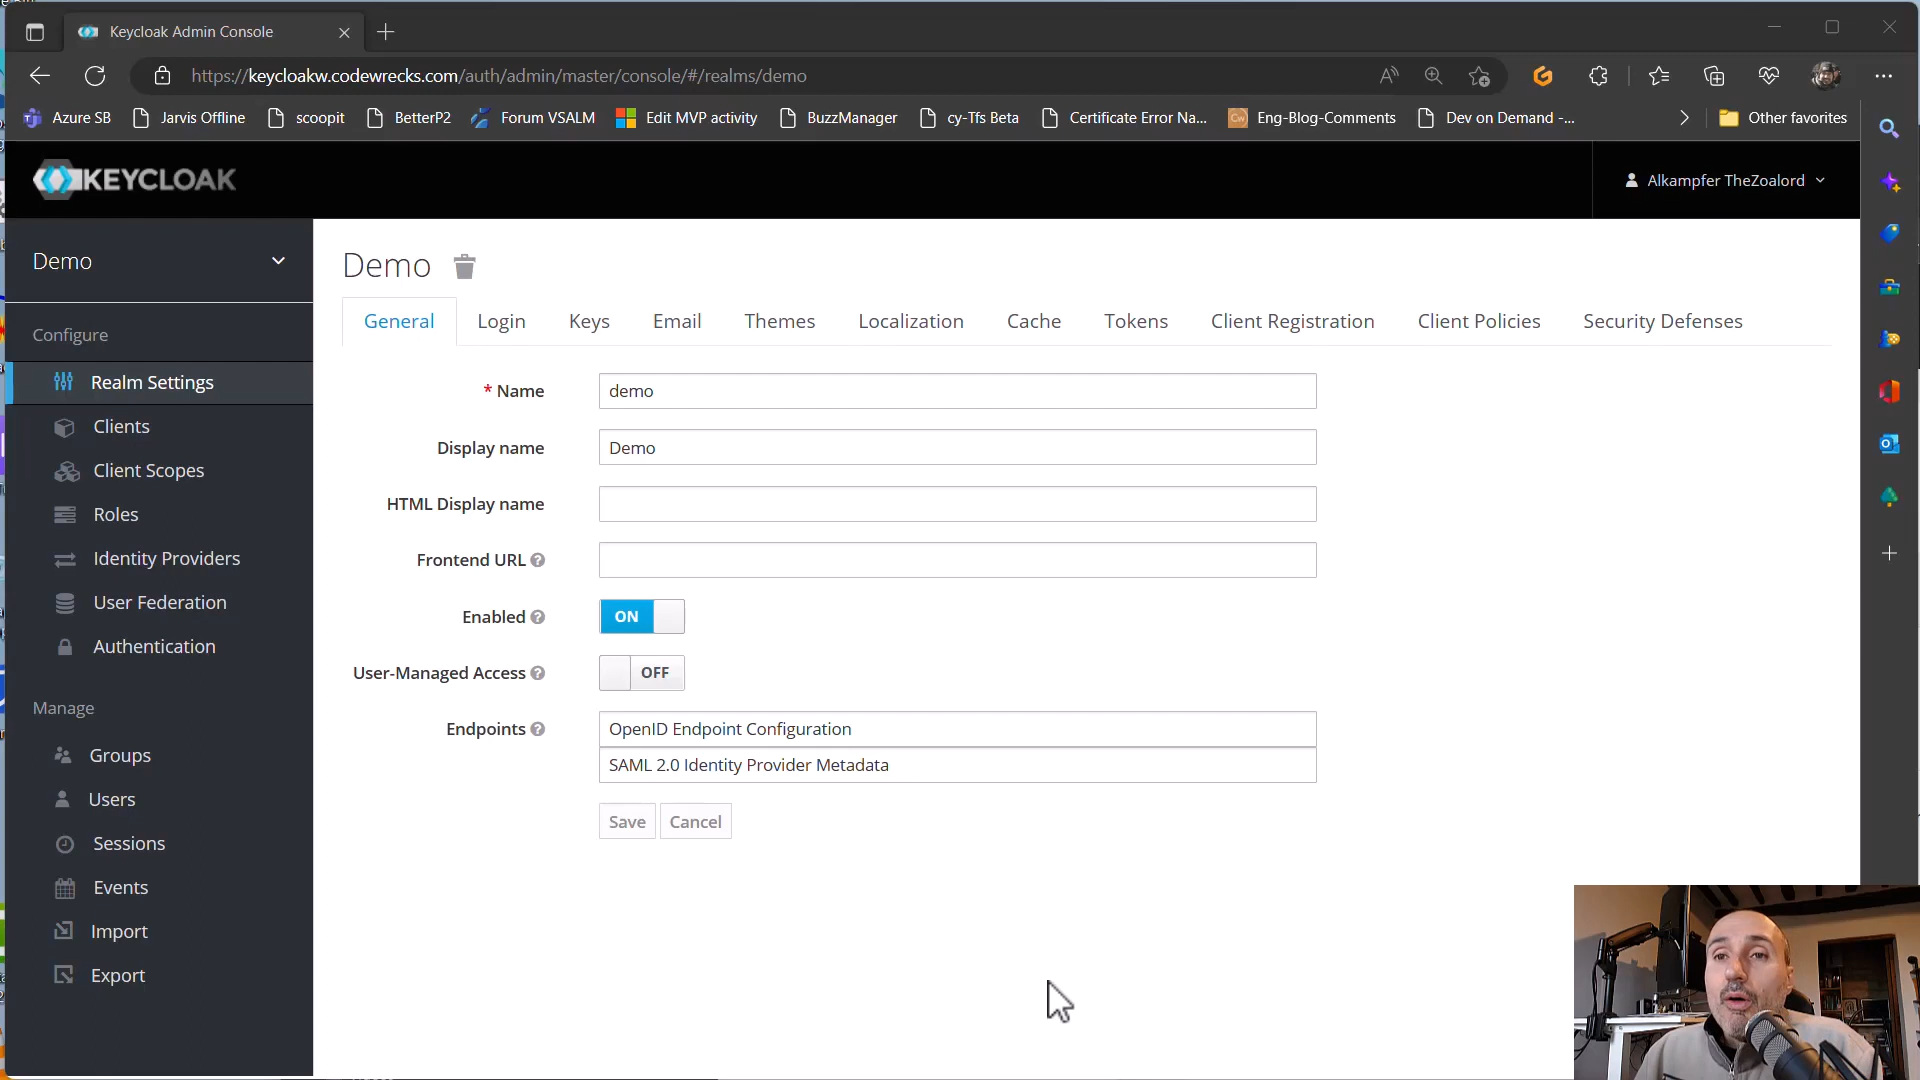 Keycloak Admin Console
https://keycloakw.codewrecks.com/auth/admin/master/console/#/realms/demo
Azure SB
Jarvis Offline
scoopit
BetterP2
Forum VSALM
Edit MVP activity
BuzzManager
cy-Tfs Beta
Certificate Error Na...
Eng-Blog-Comments
Dev on Demand -...
Other favorites
KEYCLOAK
Alkampfer TheZoalord
Demo
Configure
Realm Settings
Clients
Client Scopes
Roles
Identity Providers
User Federation
Authentication
Manage
Groups
Users
Sessions
Events
Import
Export
Demo
General
Login
Keys
Email
Themes
Localization
Cache
Tokens
Client Registration
Client Policies
Security Defenses
* Name
demo
Display name
Demo
HTML Display name
Frontend URL
Enabled
ON
User-Managed Access
OFF
Endpoints
OpenID Endpoint Configuration
SAML 2.0 Identity Provider Metadata
Save
Cancel